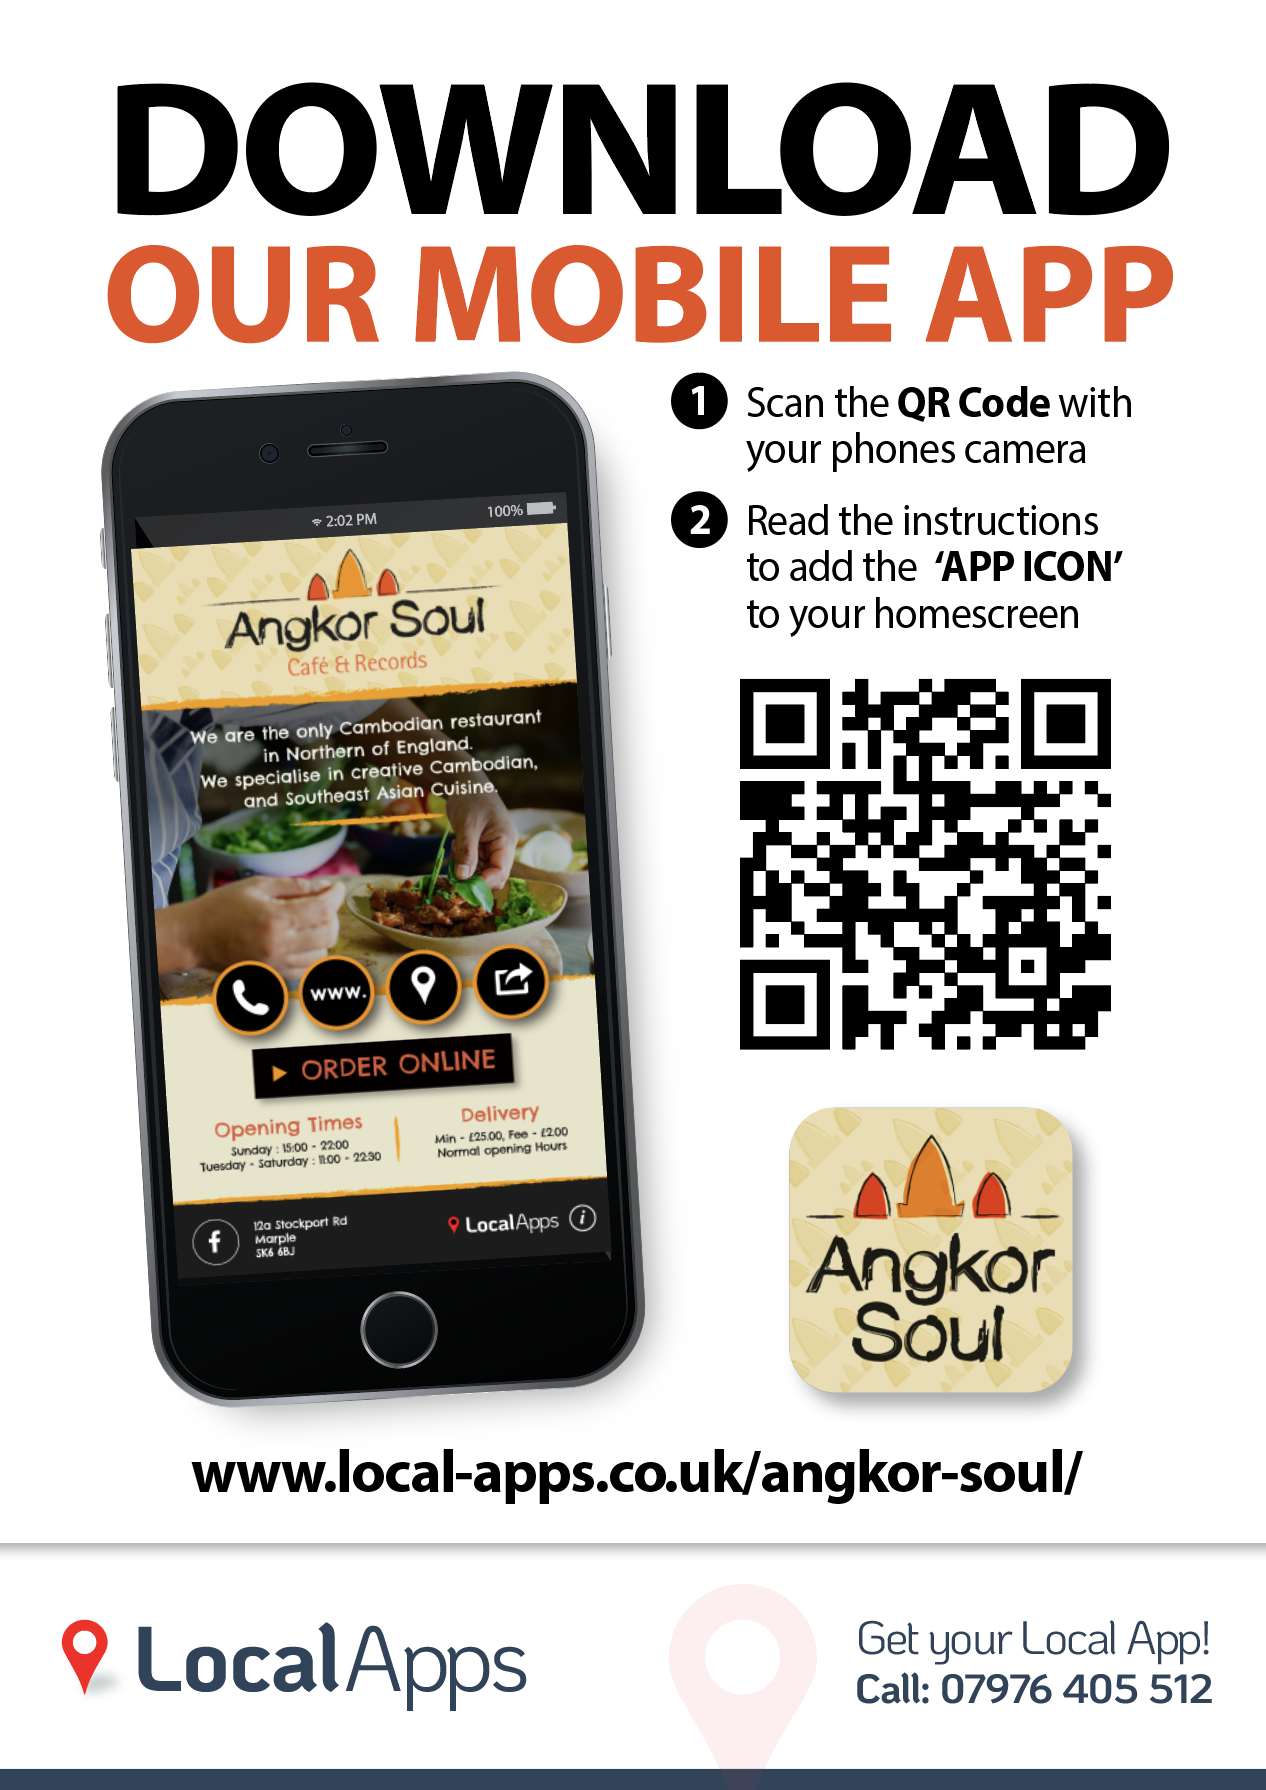 DOWNLOAD
OUR MOBILE APP
1 Scan the QR Code with
your phones camera
2 Read the instructions
to add the ‘APP ICON’
to your homescreen
2:02 PM 100%
Angkor Soul
Café & Records
We are the only Cambodian restaurant
in Northern of England.
We specialise in creative Cambodian,
and Southeast Asian Cuisine.
www.
ORDER ONLINE
Opening Times
Sunday : 15:00 - 22:00
Tuesday - Saturday : 11:00 - 22:30
Delivery
Min - £25.00, Fee - £2.00
Normal opening Hours
f
12a Stockport Rd
Marple
SK6 6BJ
LocalApps i
Angkor
Soul
www.local-apps.co.uk/angkor-soul/
LocalApps
Get your Local App!
Call: 07976 405 512